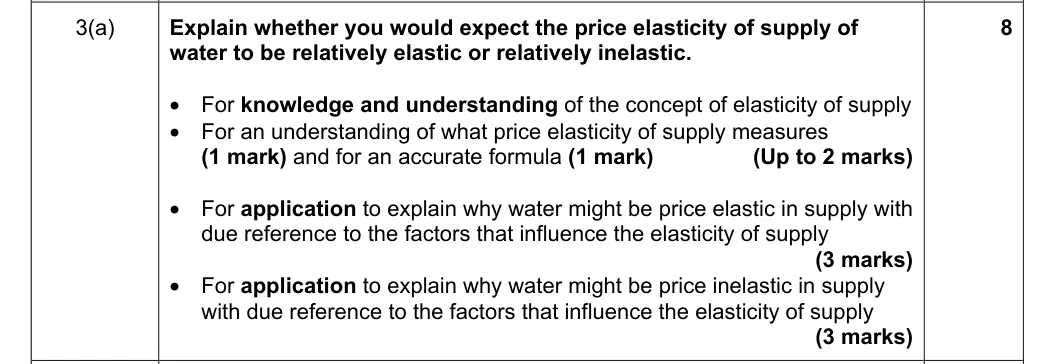 3(a) Explain whether you would expect the price elasticity of supply of 8
water to be relatively elastic or relatively inelastic.
• For knowledge and understanding of the concept of elasticity of supply
• For an understanding of what price elasticity of supply measures
(1 mark) and for an accurate formula (1 mark) (Up to 2 marks)
• For application to explain why water might be price elastic in supply with
due reference to the factors that influence the elasticity of supply
(3 marks)
• For application to explain why water might be price inelastic in supply
with due reference to the factors that influence the elasticity of supply
(3 marks)